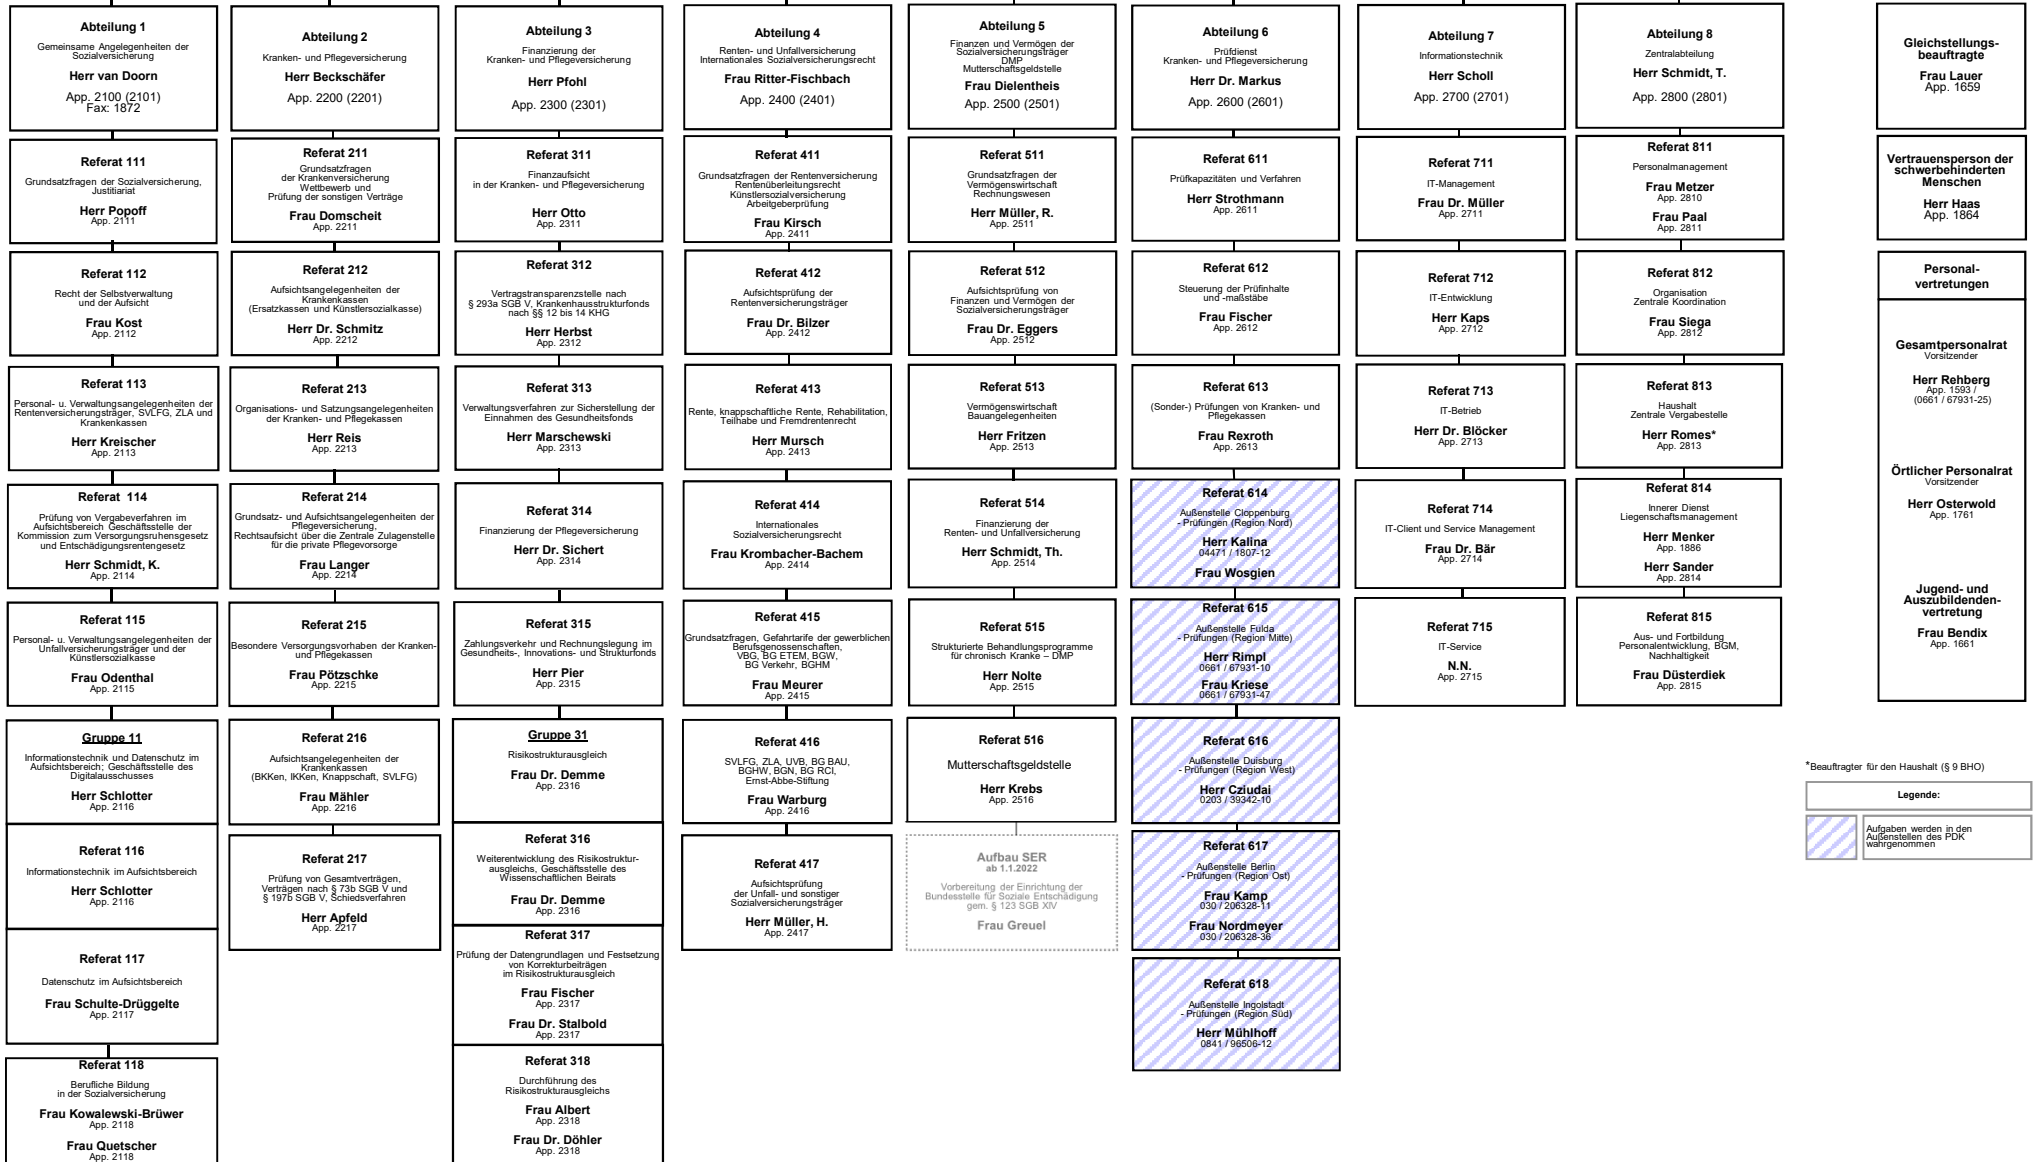 Abteilung 1
Gemeinsame Angelegenheiten der
Sozialversicherung
Herr van Doorn
App. 2100 (2101)
Fax: 1872
Referat 111
Grundsatzfragen der Sozialversicherung,
Justitiariat
Herr Popoff
App. 2111
Referat 112
Recht der Selbstverwaltung
und der Aufsicht
Frau Kost
App. 2112
Referat 113
Personal- u. Verwaltungsangelegenheiten der
Rentenversicherungsträger, SVLFG, ZLA und
Krankenkassen
Herr Kreischer
App. 2113
Referat 114
Prüfung von Vergabeverfahren im
Aufsichtsbereich Geschäftsstelle der
Kommission zum Versorgungsruhensgesetz
und Entschädigungsrentengesetz
Herr Schmidt, K.
App. 2114
Referat 115
Personal- u. Verwaltungsangelegenheiten der
Unfallversicherungsträger und der
Künstlersozialkasse
Frau Odenthal
App. 2115
Gruppe 11
Informationstechnik und Datenschutz im
Aufsichtsbereich; Geschäftsstelle des
Digitalausschusses
Herr Schlotter
App. 2116
Referat 116
Informationstechnik im Aufsichtsbereich
Herr Schlotter
App. 2116
Referat 117
Datenschutz im Aufsichtsbereich
Frau Schulte-Drüggelte
App. 2117
Referat 118
Berufliche Bildung
in der Sozialversicherung
Frau Kowalewski-Brüwer
App. 2118
Frau Quetscher
App. 2118
Abteilung 2
Kranken- und Pflegeversicherung
Herr Beckschäfer
App. 2200 (2201)
Referat 211
Grundsatzfragen
der Krankenversicherung
Wettbewerb und
Prüfung der sonstigen Verträge
Frau Domscheit
App. 2211
Referat 212
Aufsichtsangelegenheiten der
Krankenkassen
(Ersatzkassen und Künstlersozialkasse)
Herr Dr. Schmitz
App. 2212
Referat 213
Organisations- und Satzungsangelegenheiten
der Kranken- und Pflegekassen
Herr Reis
App. 2213
Referat 214
Grundsatz- und Aufsichtsangelegenheiten der
Pflegeversicherung,
Rechtsaufsicht über die Zentrale Zulagenstelle
für die private Pflegevorsorge
Frau Langer
App. 2214
Referat 215
Besondere Versorgungsvorhaben der Kranken-
und Pflegekassen
Frau Pötzschke
App. 2215
Referat 216
Aufsichtsangelegenheiten der
Krankenkassen
(BKKen, IKKen, Knappschaft, SVLFG)
Frau Mähler
App. 2216
Referat 217
Prüfung von Gesamtverträgen,
Verträgen nach § 73b SGB V und
§ 197b SGB V, Schiedsverfahren
Herr Apfeld
App. 2217
Abteilung 3
Finanzierung der
Kranken- und Pflegeversicherung
Herr Pfohl
App. 2300 (2301)
Referat 311
Finanzaufsicht
in der Kranken- und Pflegeversicherung
Herr Otto
App. 2311
Referat 312
Vertragstransparenzstelle nach
§ 293a SGB V, Krankenhausstrukturfonds
nach §§ 12 bis 14 KHG
Herr Herbst
App. 2312
Referat 313
Verwaltungsverfahren zur Sicherstellung der
Einnahmen des Gesundheitsfonds
Herr Marschewski
App. 2313
Referat 314
Finanzierung der Pflegeversicherung
Herr Dr. Sichert
App. 2314
Referat 315
Zahlungsverkehr und Rechnungslegung im
Gesundheits-, Innovations- und Strukturfonds
Herr Pier
App. 2315
Gruppe 31
Risikostrukturausgleich
Frau Dr. Demme
App. 2316
Referat 316
Weiterentwicklung des Risikostruktur-
ausgleichs, Geschäftsstelle des
Wissenschaftlichen Beirats
Frau Dr. Demme
App. 2316
Referat 317
Prüfung der Datengrundlagen und Festsetzung
von Korrekturbeiträgen
im Risikostrukturausgleich
Frau Fischer
App. 2317
Frau Dr. Stalbold
App. 2317
Referat 318
Durchführung des
Risikostrukturausgleichs
Frau Albert
App. 2318
Frau Dr. Döhler
App. 2318
Abteilung 4
Renten- und Unfallversicherung
Internationales Sozialversicherungsrecht
Frau Ritter-Fischbach
App. 2400 (2401)
Referat 411
Grundsatzfragen der Rentenversicherung
Rentenüberleitungsrecht
Künstlersozialversicherung
Arbeitgeberprüfung
Frau Kirsch
App. 2411
Referat 412
Aufsichtsprüfung der
Rentenversicherungsträger
Frau Dr. Bilzer
App. 2412
Referat 413
Rente, knappschaftliche Rente, Rehabilitation,
Teilhabe und Fremdrentenrecht
Herr Mursch
App. 2413
Referat 414
Internationales
Sozialversicherungsrecht
Frau Krombacher-Bachem
App. 2414
Referat 415
Grundsatzfragen, Gefahrtarife der gewerblichen
Berufsgenossenschaften,
VBG, BG ETEM, BGW,
BG Verkehr, BGHM
Frau Meurer
App. 2415
Referat 416
SVLFG, ZLA, UVB, BG BAU,
BGHW, BGN, BG RCI,
Ernst-Abbe-Stiftung
Frau Warburg
App. 2416
Referat 417
Aufsichtsprüfung
der Unfall- und sonstiger
Sozialversicherungsträger
Herr Müller, H.
App. 2417
Abteilung 5
Finanzen und Vermögen der
Sozialversicherungsträger
DMP
Mutterschaftsgeldstelle
Frau Dielentheis
App. 2500 (2501)
Referat 511
Grundsatzfragen der
Vermögenswirtschaft
Rechnungswesen
Herr Müller, R.
App. 2511
Referat 512
Aufsichtsprüfung von
Finanzen und Vermögen der
Sozialversicherungsträger
Frau Dr. Eggers
App. 2512
Referat 513
Vermögenswirtschaft
Bauangelegenheiten
Herr Fritzen
App. 2513
Referat 514
Finanzierung der
Renten- und Unfallversicherung
Herr Schmidt, Th.
App. 2514
Referat 515
Strukturierte Behandlungsprogramme
für chronisch Kranke – DMP
Herr Nolte
App. 2515
Referat 516
Mutterschaftsgeldstelle
Herr Krebs
App. 2516
Aufbau SER
ab 1.1.2022
Vorbereitung der Einrichtung der
Bundesstelle für Soziale Entschädigung
gem. § 123 SGB XIV
Frau Greuel
Abteilung 6
Prüfdienst
Kranken- und Pflegeversicherung
Herr Dr. Markus
App. 2600 (2601)
Referat 611
Prüfkapazitäten und Verfahren
Herr Strothmann
App. 2611
Referat 612
Steuerung der Prüfinhalte
und -maßstäbe
Frau Fischer
App. 2612
Referat 613
(Sonder-) Prüfungen von Kranken- und
Pflegekassen
Frau Rexroth
App. 2613
Referat 614
Außenstelle Cloppenburg
- Prüfungen (Region Nord)
Herr Kalina
04471 / 1807-12
Frau Wosgien
Referat 615
Außenstelle Fulda
- Prüfungen (Region Mitte)
Herr Rimpl
0661 / 67931-10
Frau Kriese
0661 / 67931-47
Referat 616
Außenstelle Duisburg
- Prüfungen (Region West)
Herr Cziudai
0203 / 39342-10
Referat 617
Außenstelle Berlin
- Prüfungen (Region Ost)
Frau Kamp
030 / 206328-11
Frau Nordmeyer
030 / 206328-36
Referat 618
Außenstelle Ingolstadt
- Prüfungen (Region Süd)
Herr Mühlhoff
0841 / 96506-12
Abteilung 7
Informationstechnik
Herr Scholl
App. 2700 (2701)
Referat 711
IT-Management
Frau Dr. Müller
App. 2711
Referat 712
IT-Entwicklung
Herr Kaps
App. 2712
Referat 713
IT-Betrieb
Herr Dr. Blöcker
App. 2713
Referat 714
IT-Client und Service Management
Frau Dr. Bär
App. 2714
Referat 715
IT-Service
N.N.
App. 2715
Abteilung 8
Zentralabteilung
Herr Schmidt, T.
App. 2800 (2801)
Referat 811
Personalmanagement
Frau Metzer
App. 2810
Frau Paal
App. 2811
Referat 812
Organisation
Zentrale Koordination
Frau Siega
App. 2812
Referat 813
Haushalt
Zentrale Vergabestelle
Herr Romes*
App. 2813
Referat 814
Innerer Dienst
Liegenschaftsmanagement
Herr Menker
App. 1886
Herr Sander
App. 2814
Referat 815
Aus- und Fortbildung
Personalentwicklung, BGM,
Nachhaltigkeit
Frau Düsterdiek
App. 2815
Gleichstellungs-
beauftragte
Frau Lauer
App. 1659
Vertrauensperson der
schwerbehinderten
Menschen
Herr Haas
App. 1864
Personal-
vertretungen
Gesamtpersonalrat
Vorsitzender
Herr Rehberg
App. 1593 /
(0661 / 67931-25)
Örtlicher Personalrat
Vorsitzender
Herr Osterwold
App. 1761
Jugend- und
Auszubildenden-
vertretung
Frau Bendix
App. 1661
*Beauftragter für den Haushalt (§ 9 BHO)
Legende:
Aufgaben werden in den
Außenstellen des PDK
wahrgenommen